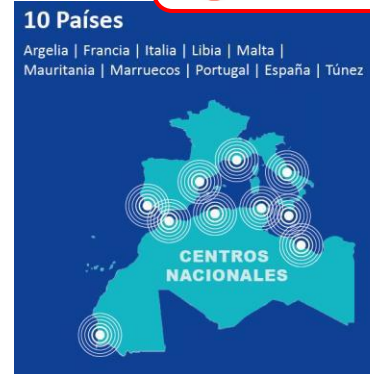 10 Países
Argelia | Francia | Italia | Libia | Malta |
Mauritania | Marruecos | Portugal | España | Túnez
CENTROS
NACIONALES